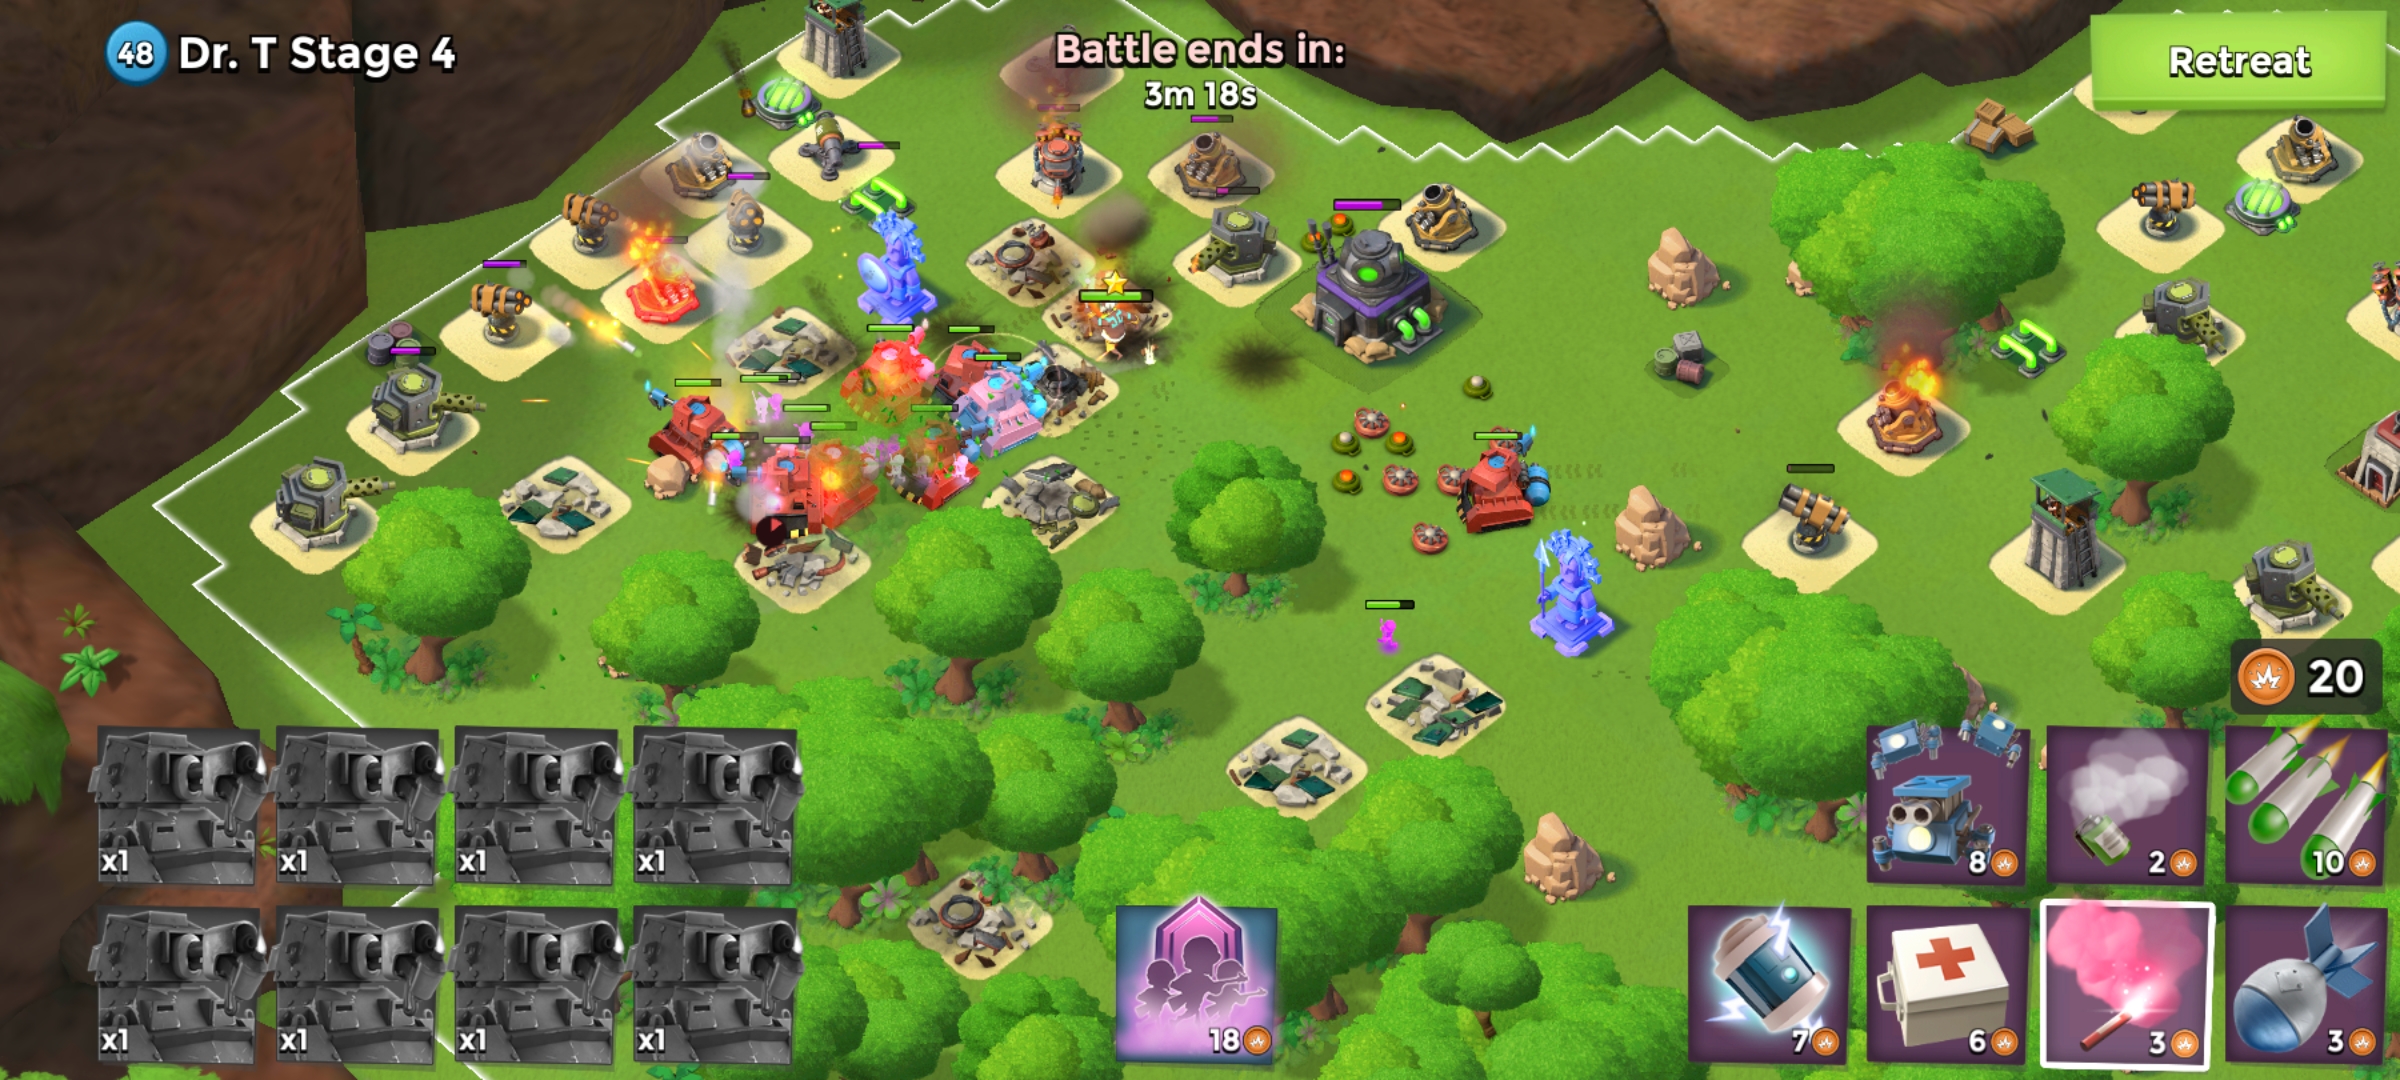 48 Dr. T Stage 4
Battle ends in:
3m 18s
Retreat
20
x1 x1 x1 x1
8 2 10
x1 x1 x1 x1
18
7 6 3 3